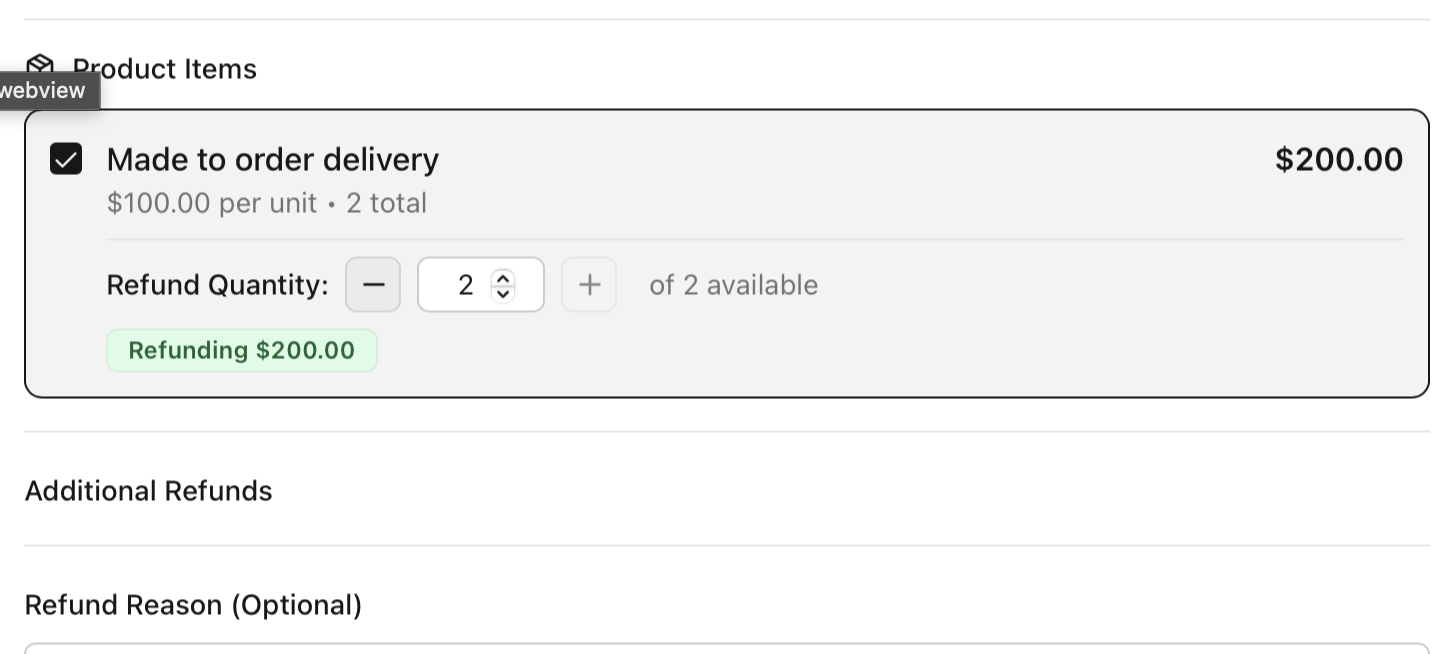 Product Items
webview
Made to order delivery
$200.00
$100.00 per unit • 2 total
Refund Quantity: − 2 + of 2 available
Refunding $200.00
Additional Refunds
Refund Reason (Optional)